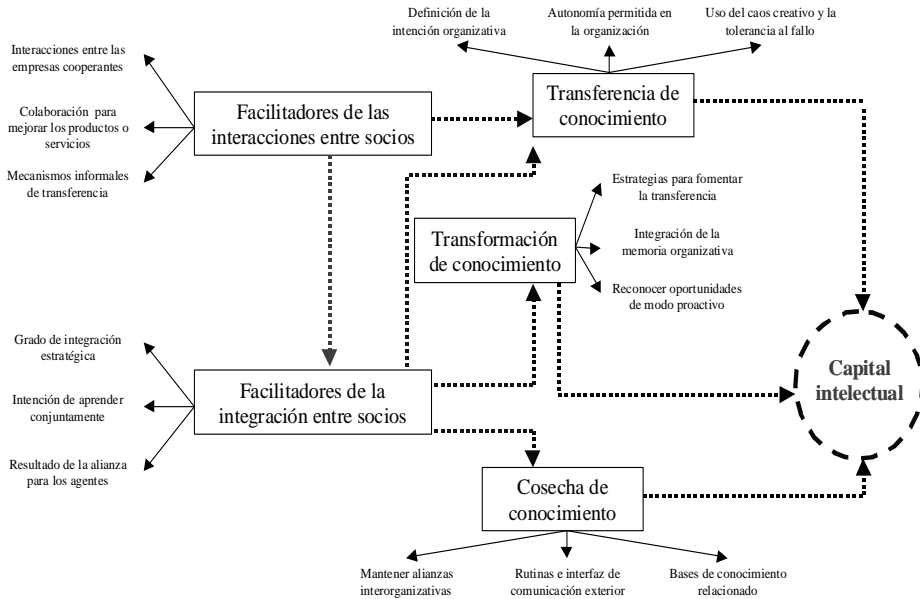 Definición de la
intención organizativa
Autonomía permitida en
la organización
Uso del caos creativo y la
tolerancia al fallo
Interacciones entre las
empresas cooperantes
Colaboración para
mejorar los productos o
servicios
Mecanismos informales
de transferencia
Facilitadores de las
interacciones entre socios
Transferencia de
conocimiento
Estrategias para fomentar
la transferencia
Integración de la
memoria organizativa
Reconocer oportunidades
de modo proactivo
Transformación
de conocimiento
Grado de integración
estratégica
Intención de aprender
conjuntamente
Resultado de la alianza
para los agentes
Facilitadores de la
integración entre socios
Capital
intelectual
Cosecha de
conocimiento
Mantener alianzas
interorganizativas
Rutinas e interfaz de
comunicación exterior
Bases de conocimiento
relacionado